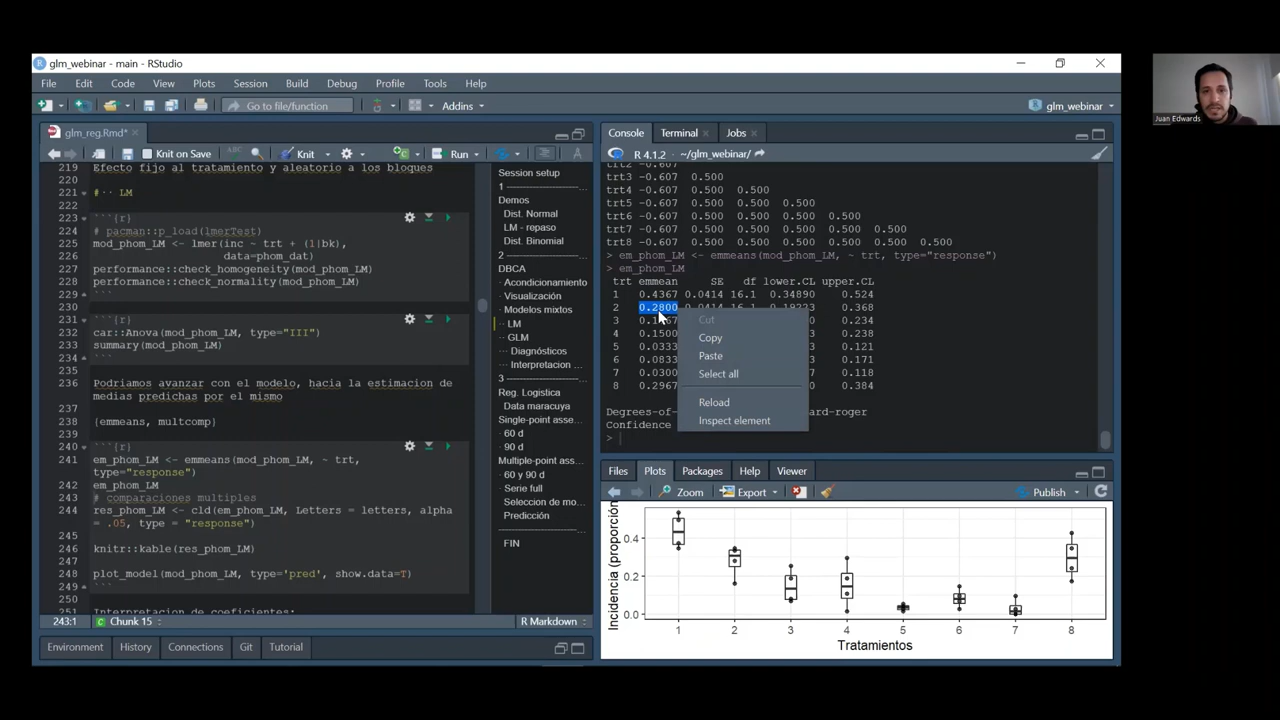 glm_webinar - main - RStudio
File Edit Code View Plots Session Build Debug Profile Tools Help
Go to file/function Addins glm_webinar
glm_reg.Rmd*
Knit on Save ABC Knit Run
219 Efecto fijo al tratamiento y aleatorio a los bloques
220
221 #·· LM
222
223 ```{r}
224 # pacman::p_load(lmerTest)
225 mod_phom_LM <- lmer(inc ~ trt + (1|bk),
226 data=phom_dat)
227 performance::check_homogeneity(mod_phom_LM)
228 performance::check_normality(mod_phom_LM)
229 ```
230
231 ```{r}
232 car::Anova(mod_phom_LM, type="III")
233 summary(mod_phom_LM)
234 ```
235
236 Podriamos avanzar con el modelo, hacia la estimacion de
medias predichas por el mismo
237
238 {emmeans, multcomp}
239
240 ```{r}
241 em_phom_LM <- emmeans(mod_phom_LM, ~ trt,
type="response")
242 em_phom_LM
243 # comparaciones multiples
244 res_phom_LM <- cld(em_phom_LM, Letters = letters, alpha
= .05, type = "response")
245
246 knitr::kable(res_phom_LM)
247
248 plot_model(mod_phom_LM, type='pred', show.data=T)
249 ```
250
251 Interpretacion de coeficientes:
243:1 Chunk 15 R Markdown
Session setup
1 ----------------...
Demos
Dist. Normal
LM - repaso
Dist. Binomial
2 ----------------...
DBCA
· Acondicionamiento
· Visualización
· Modelos mixtos
·· LM
·· GLM
·· Diagnósticos
·· Interpretacion ...
3 ----------------...
Reg. Logistica
Data maracuya
Single-point asse...
· 60 d
· 90 d
Multiple-point ass...
· 60 y 90 d
· Serie full
Seleccion de mo...
Predicción
FIN
Environment History Connections Git Tutorial
Console Terminal Jobs
R 4.1.2 · ~/glm_webinar/
trt2 -0.607
trt3 -0.607 0.500
trt4 -0.607 0.500 0.500
trt5 -0.607 0.500 0.500 0.500
trt6 -0.607 0.500 0.500 0.500 0.500
trt7 -0.607 0.500 0.500 0.500 0.500 0.500
trt8 -0.607 0.500 0.500 0.500 0.500 0.500 0.500
> em_phom_LM <- emmeans(mod_phom_LM, ~ trt, type="response")
> em_phom_LM
trt emmean SE df lower.CL upper.CL
1 0.4367 0.0414 16.1 0.34890 0.524
2 0.2800 0.0414 16.1 0.368
3 0.234
4 0.1500 0.238
5 0.0333 0.121
6 0.0833 0.171
7 0.0300 0.118
8 0.2967 0.384
Degrees-of-
Confidence
>
Cut
Copy
Paste
Select all
Reload
Inspect element
Files Plots Packages Help Viewer
Zoom Export Publish
Incidencia (proporción
0.4
0.2
0.0
1 2 3 4 5 6 7 8
Tratamientos
Juan Edwards